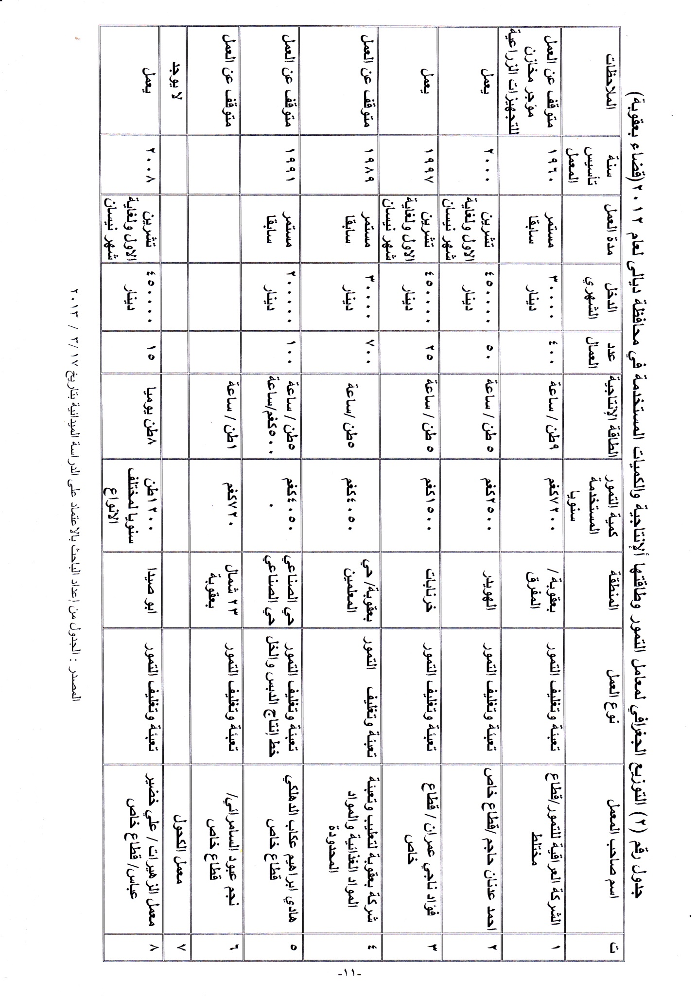 جدول رقم (٢) التوزيع الجغرافي لمعامل التمور وطاقتها ألإنتاجية والكميات المستخدمة في محافظة ديالى لعام ٢٠١٢(قضاء بعقوبة)
ت
اسم صاحب المعمل
نوع العمل
المنطقة
كمية التمور
المستخدمة
سنويا
الطاقة الإنتاجية
عدد
العمال
الدخل
الشهري
مدة العمل
سنة
تأسيس
المعمل
الملاحظات
١
الشركة العراقية للتمور/قطاع
مختلط
تعبئة وتغليف التمور
بعقوبة /
المفرق
٧٢٠٠كغم
٩طن / ساعة
٤٠٠
٣٠٠٠٠
دينار
مستمر
سابقا
١٩٦٠
متوقف عن العمل
مؤجر مخازن
للتجهيزات الزراعية
٢
احمد عدنان حاجم /قطاع خاص
تعبئة وتغليف التمور
الهويدر
٢٥٠٠كغم
٥ طن / ساعة
٥٠
٤٥٠٠٠٠
دينار
تشرين
الاول ولغاية
شهر نيسان
٢٠٠٠
يعمل
٣
فؤاد ناجي عمران / قطاع
خاص
تعبئة وتغليف التمور
خرنابات
١٥٠٠كغم
٥ طن / ساعة
٢٥
٤٥٠٠٠٠
دينار
تشرين
الاول ولغاية
شهر نيسان
١٩٩٧
يعمل
٤
شركة بعقوبة لتعليب وتعبئة
المواد الغذائية والمواد
المحدودة
تعبئة وتغليف التمور
بعقوبة/ حي
المعلمين
٤٠٥٠كغم
٥طن /ساعة
٧٠٠
٣٠٠٠٠
دينار
مستمر
سابقا
١٩٨٩
متوقف عن العمل
٥
هادي ابراهيم عكاب الدهلكي
قطاع خاص
تعبئة وتغليف التمور
خط إنتاج الدبس والخل
حي الصناعي
حي الصناعي
٤٠٥٠كغم
٠
٥طن / ساعة
٥٠٠كغم/ساعة
١٠٠
٢٠٠٠٠٠
دينار
مستمر
سابقا
١٩٩١
متوقف عن العمل
٦
نجم عبود السامرائي/
قطاع خاص
تعبئة وتغليف التمور
٢٣ شمال
بعقوبة
٧٢٠كغم
١طن / ساعة
متوقف عن العمل
٧
معمل الكحول
لا يوجد
٨
معمل الزهيرات / علي خضير
عباس/ قطاع خاص
تعبئة وتغليف التمور
ابو صيدا
١٢٠٠طن
سنويا لمختلف
الانواع
٨طن يوميا
١٥
٤٥٠٠٠٠
دينار
تشرين
الاول ولغاية
شهر نيسان
٢٠٠٨
يعمل
المصدر : الجدول من إعداد الباحث بالاعتماد على الدراسة الميدانية بتاريخ ٣/١٧ / ٢٠١٣
-١١-